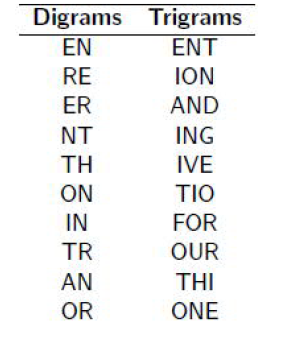 Digrams Trigrams
EN ENT
RE ION
ER AND
NT ING
TH IVE
ON TIO
IN FOR
TR OUR
AN THI
OR ONE